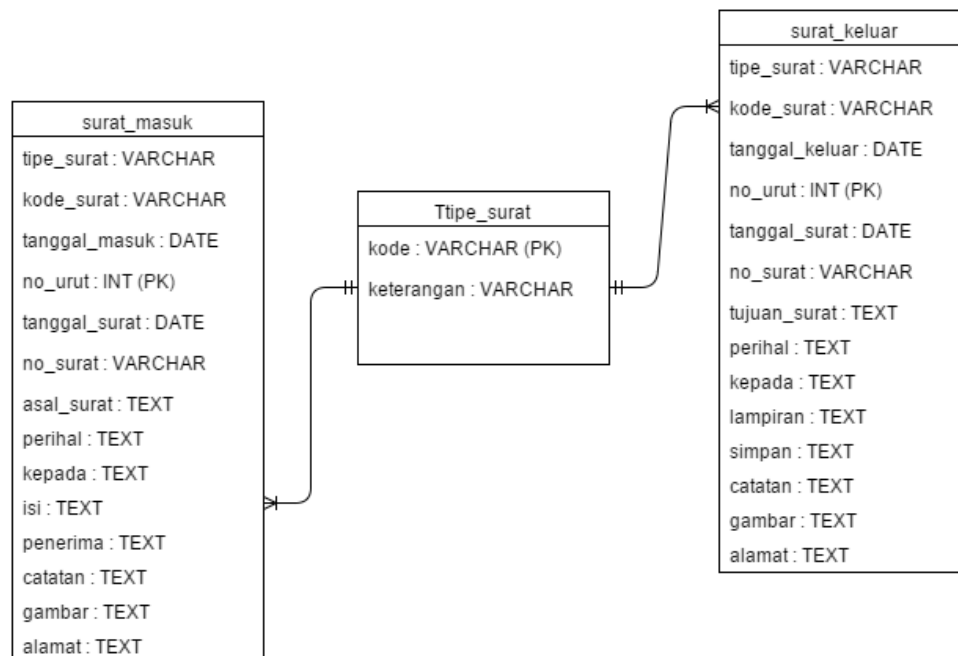 surat_masuk
tipe_surat : VARCHAR
kode_surat : VARCHAR
tanggal_masuk : DATE
no_urut : INT (PK)
tanggal_surat : DATE
no_surat : VARCHAR
asal_surat : TEXT
perihal : TEXT
kepada : TEXT
isi : TEXT
penerima : TEXT
catatan : TEXT
gambar : TEXT
alamat : TEXT
Ttipe_surat
kode : VARCHAR (PK)
keterangan : VARCHAR
surat_keluar
tipe_surat : VARCHAR
kode_surat : VARCHAR
tanggal_keluar : DATE
no_urut : INT (PK)
tanggal_surat : DATE
no_surat : VARCHAR
tujuan_surat : TEXT
perihal : TEXT
kepada : TEXT
lampiran : TEXT
simpan : TEXT
catatan : TEXT
gambar : TEXT
alamat : TEXT